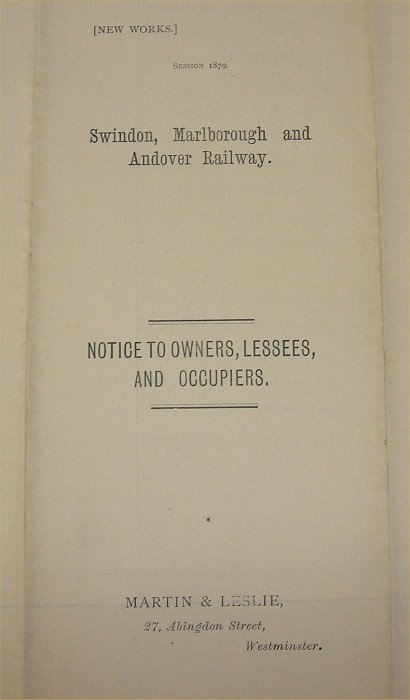 [NEW WORKS.]
Session 1879.
Swindon, Marlborough and
Andover Railway.
NOTICE TO OWNERS, LESSEES,
AND OCCUPIERS.
MARTIN & LESLIE,
27, Abingdon Street,
Westminster.